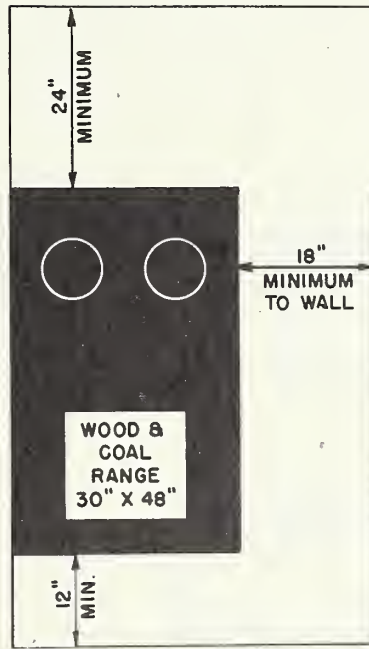 24"
MINIMUM
18"
MINIMUM
TO WALL
WOOD &
COAL
RANGE
30" X 48"
12"
MIN.